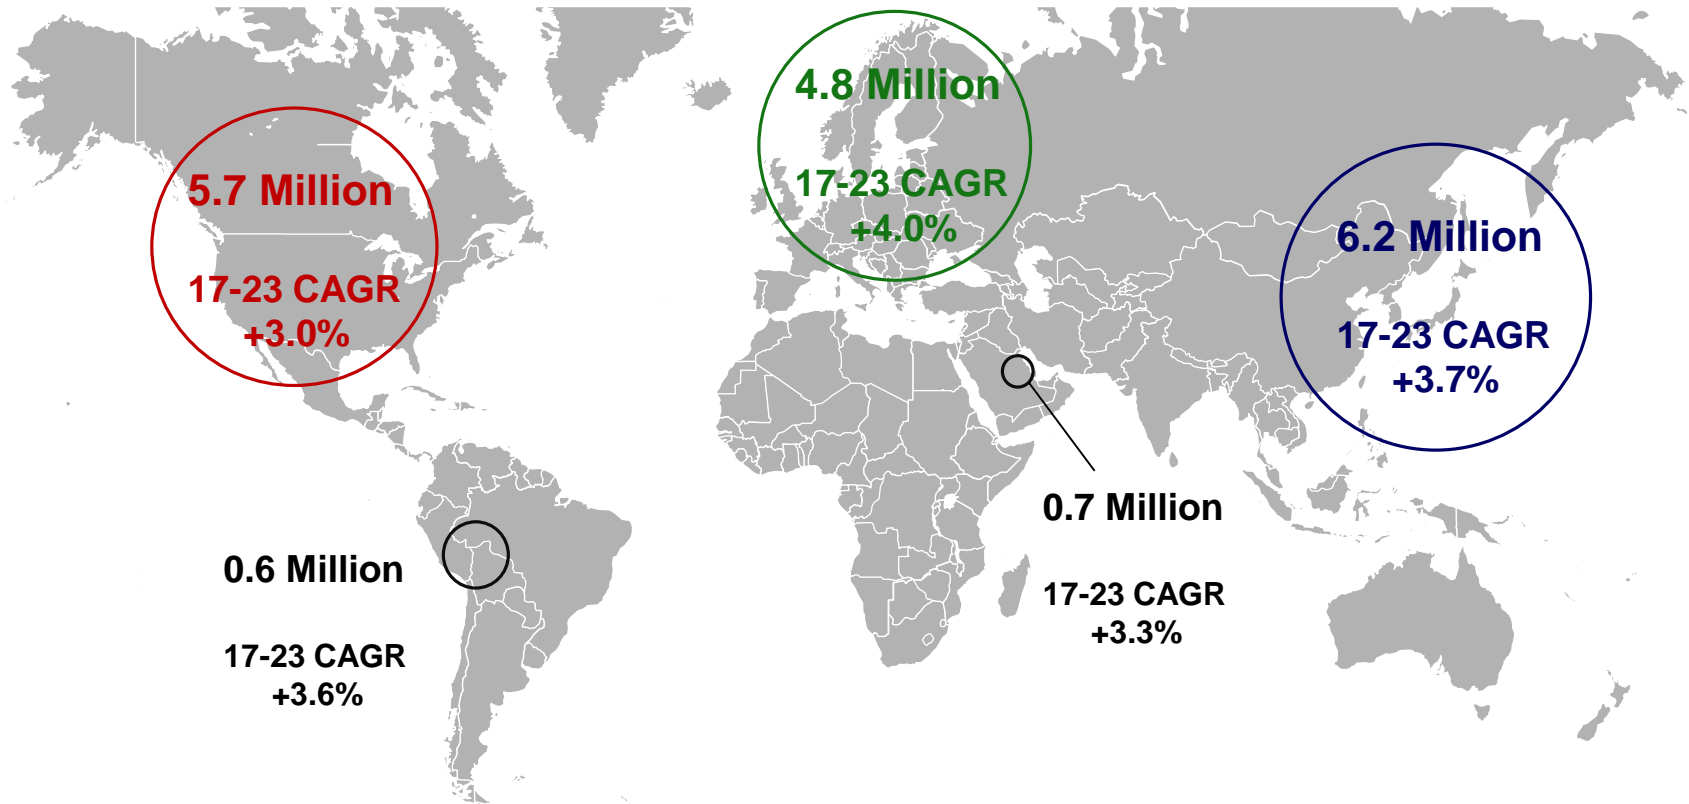 5.7 Million
17-23 CAGR
+3.0%
4.8 Million
17-23 CAGR
+4.0%
6.2 Million
17-23 CAGR
+3.7%
0.6 Million
17-23 CAGR
+3.6%
0.7 Million
17-23 CAGR
+3.3%